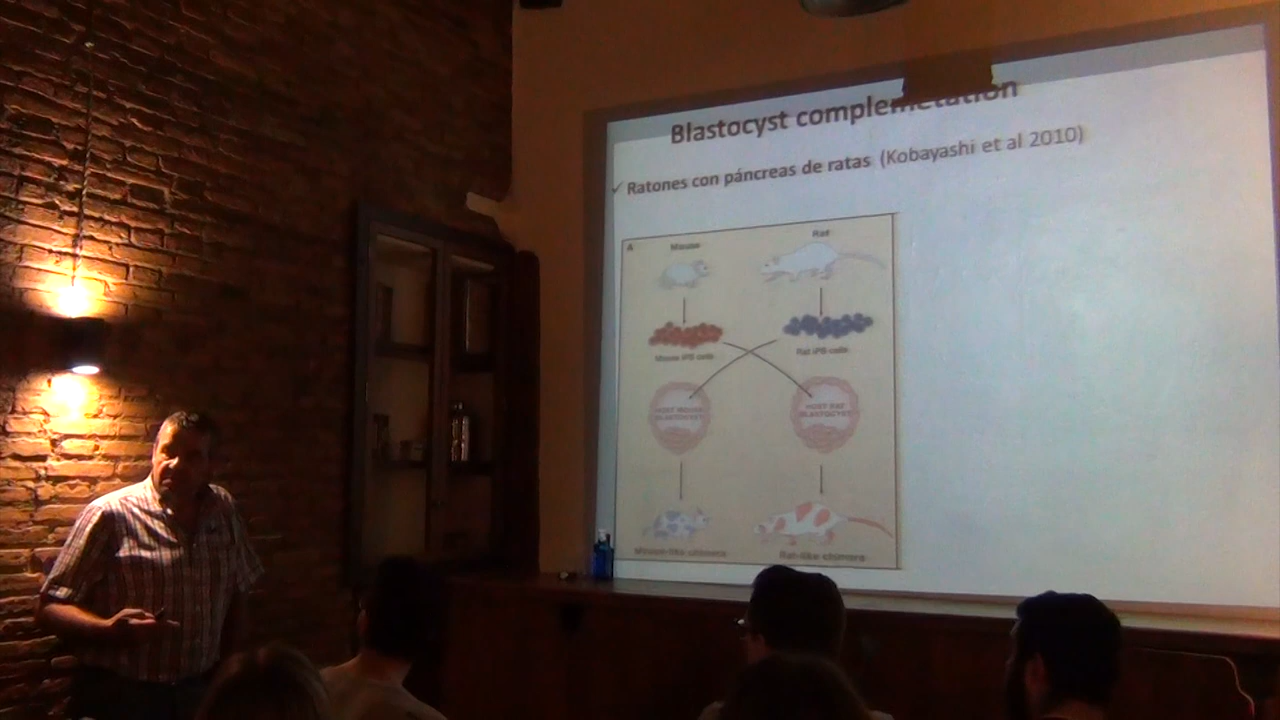 Blastocyst complemetation
✓ Ratones con páncreas de ratas (Kobayashi et al 2010)
A
Mouse
Rat
Mouse iPS cells
Rat iPS cells
HOST MOUSE
BLASTOCYST
HOST RAT
BLASTOCYST
Mouse-like chimera
Rat-like chimera